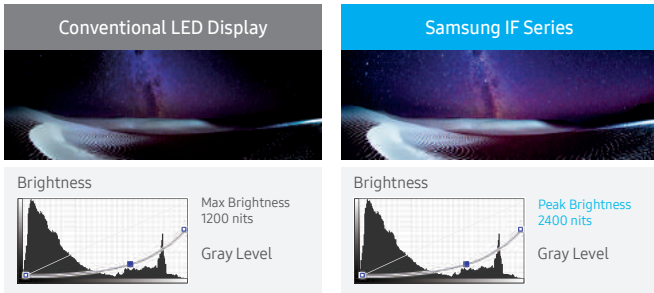 Conventional LED Display
Samsung IF Series
Brightness
Max Brightness
1200 nits
Gray Level
Brightness
Peak Brightness
2400 nits
Gray Level